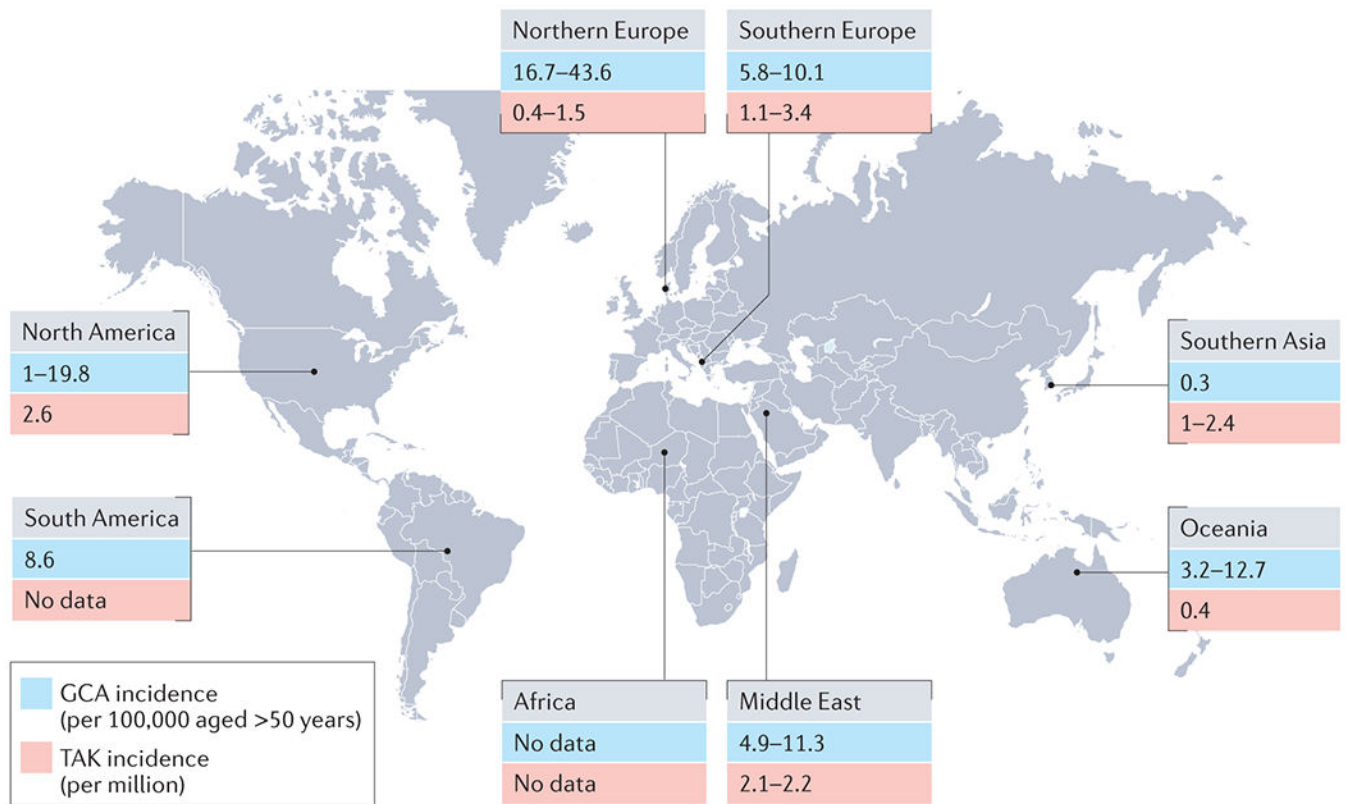 Northern Europe
16.7–43.6
0.4–1.5
Southern Europe
5.8–10.1
1.1–3.4
North America
1–19.8
2.6
Southern Asia
0.3
1–2.4
South America
8.6
No data
Oceania
3.2–12.7
0.4
Africa
No data
No data
Middle East
4.9–11.3
2.1–2.2
GCA incidence
(per 100,000 aged >50 years)
TAK incidence
(per million)